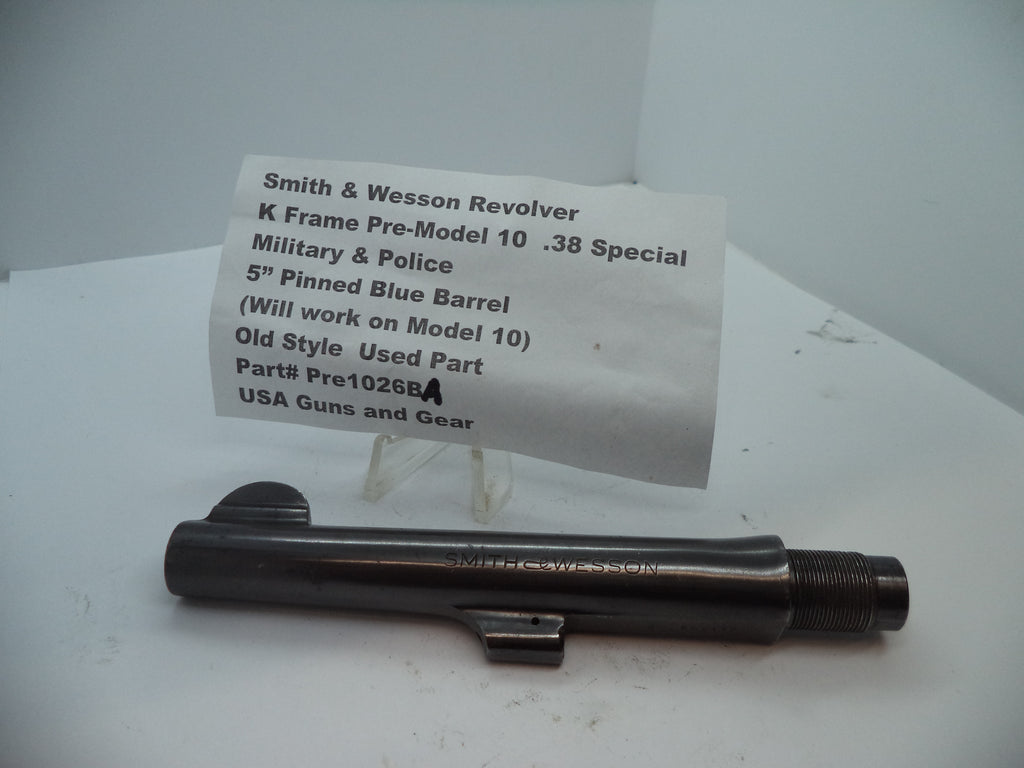 Smith & Wesson Revolver
K Frame Pre-Model 10 .38 Special
Military & Police
5” Pinned Blue Barrel
(Will work on Model 10)
Old Style Used Part
Part# Pre1026BA
USA Guns and Gear
SMITH & WESSON